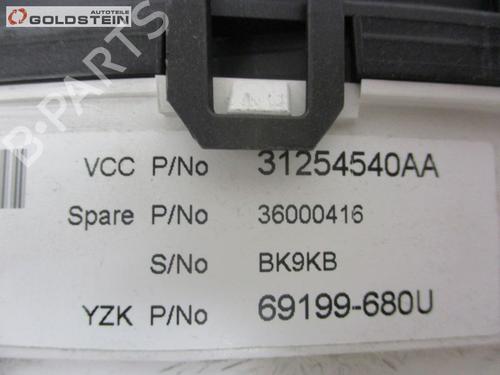 Autoteile
GOLDSTEIN
B-PARTS
VCC P/No 31254540AA
Spare P/No 36000416
S/No BK9KB
YZK P/No 69199-680U